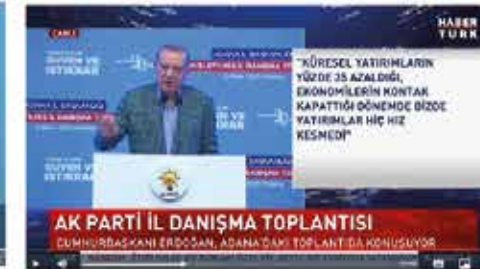 CANLI
HABER
TURK
GÜVEN VE
İSTİKRAR
"KÜRESEL YATIRIMLARIN
YÜZDE 35 AZALDIĞI,
EKONOMİLERİN KONTAK
KAPATTIĞI DÖNEMDE BİZDE
YATIRIMLAR HİÇ HIZ
KESMEDİ"
AK PARTİ İL DANIŞMA TOPLANTISI
CUMHURBAŞKANI ERDOĞAN, ADANA'DAKİ TOPLANTIDA KONUŞUYOR